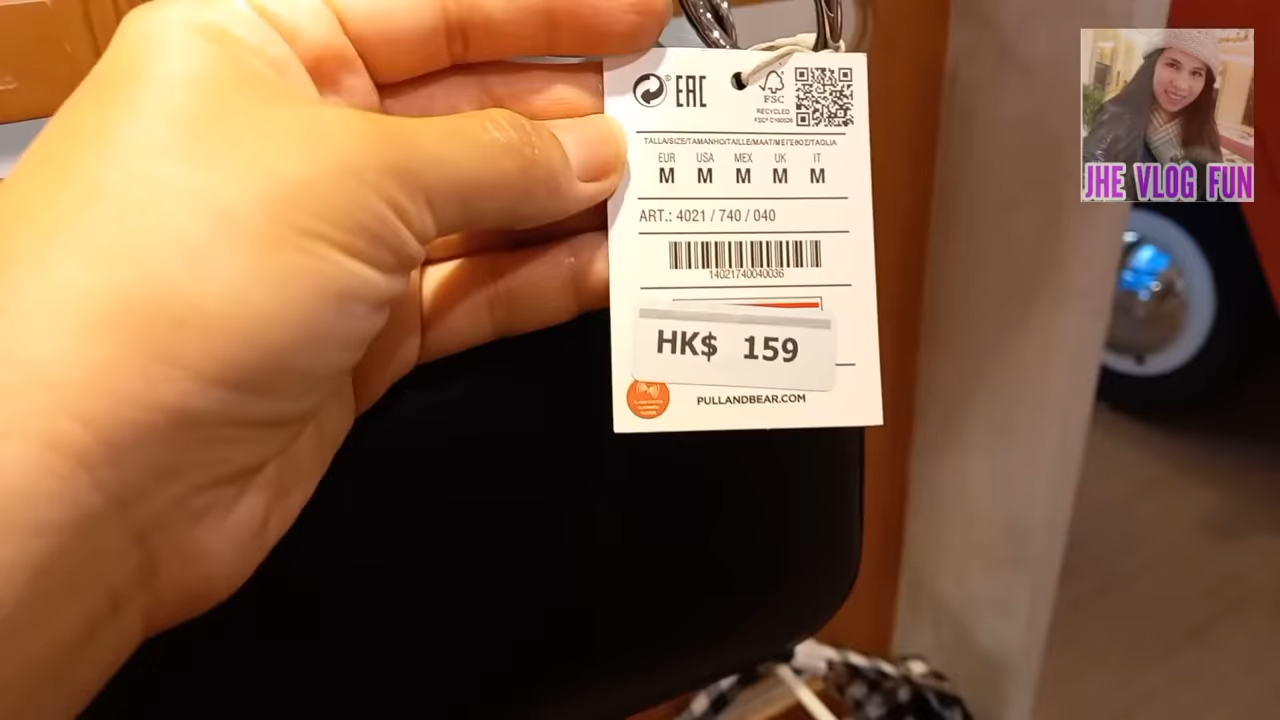 EAC
FSC
RECYCLED
TALLA/SIZE/TAMANHO/TAILLE/MAAT/ΜΕΓΕΘΟΣ/TAGLIA
EUR USA MEX UK IT
M M M M M
ART.: 4021 / 740 / 040
14021740040036
HK$ 159
PULLANDBEAR.COM
JHE VLOG FUN